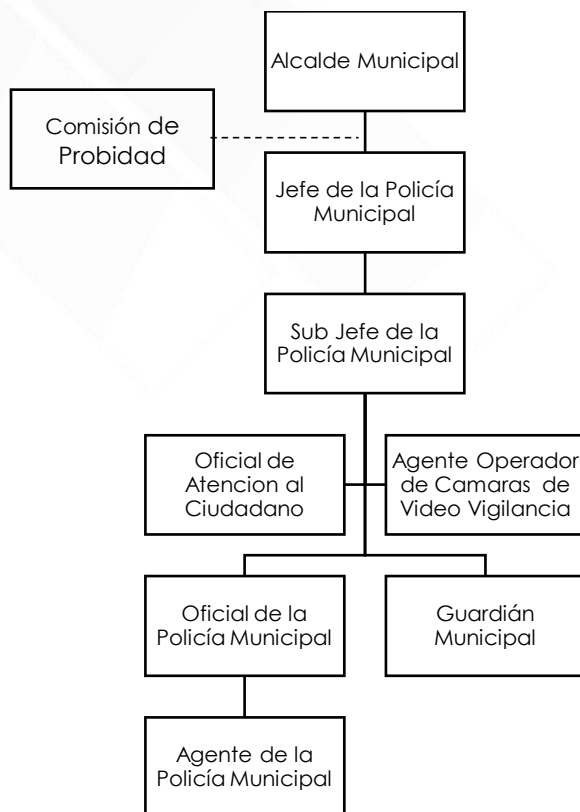 Alcalde Municipal
Comisión de
Probidad
Jefe de la Policía
Municipal
Sub Jefe de la
Policía Municipal
Oficial de
Atencion al
Ciudadano
Agente Operador
de Camaras de
Video Vigilancia
Oficial de la
Policía Municipal
Guardián
Municipal
Agente de la
Policía Municipal